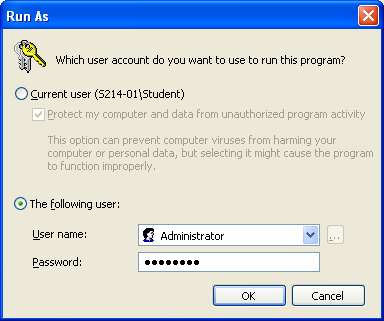 Run As
Which user account do you want to use to run this program?
Current user (S214-01\Student)
Protect my computer and data from unauthorized program activity
This option can prevent computer viruses from harming your
computer or personal data, but selecting it might cause the program
to function improperly.
The following user:
User name:
Administrator
...
Password:
●●●●●●●●
OK
Cancel